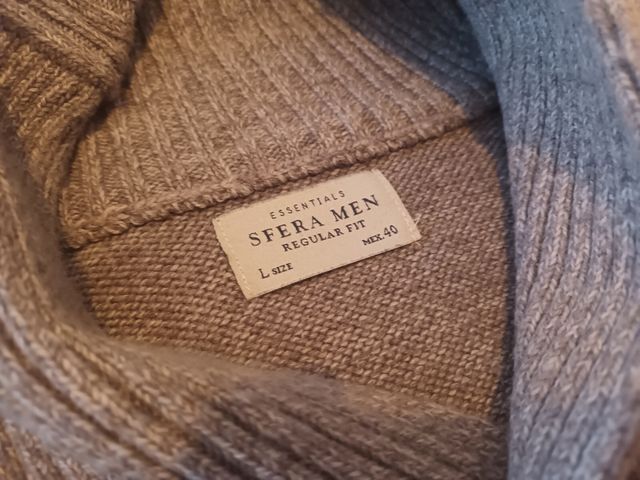 ESSENTIALS
SFERA MEN
REGULAR FIT
L SIZE MEX 40